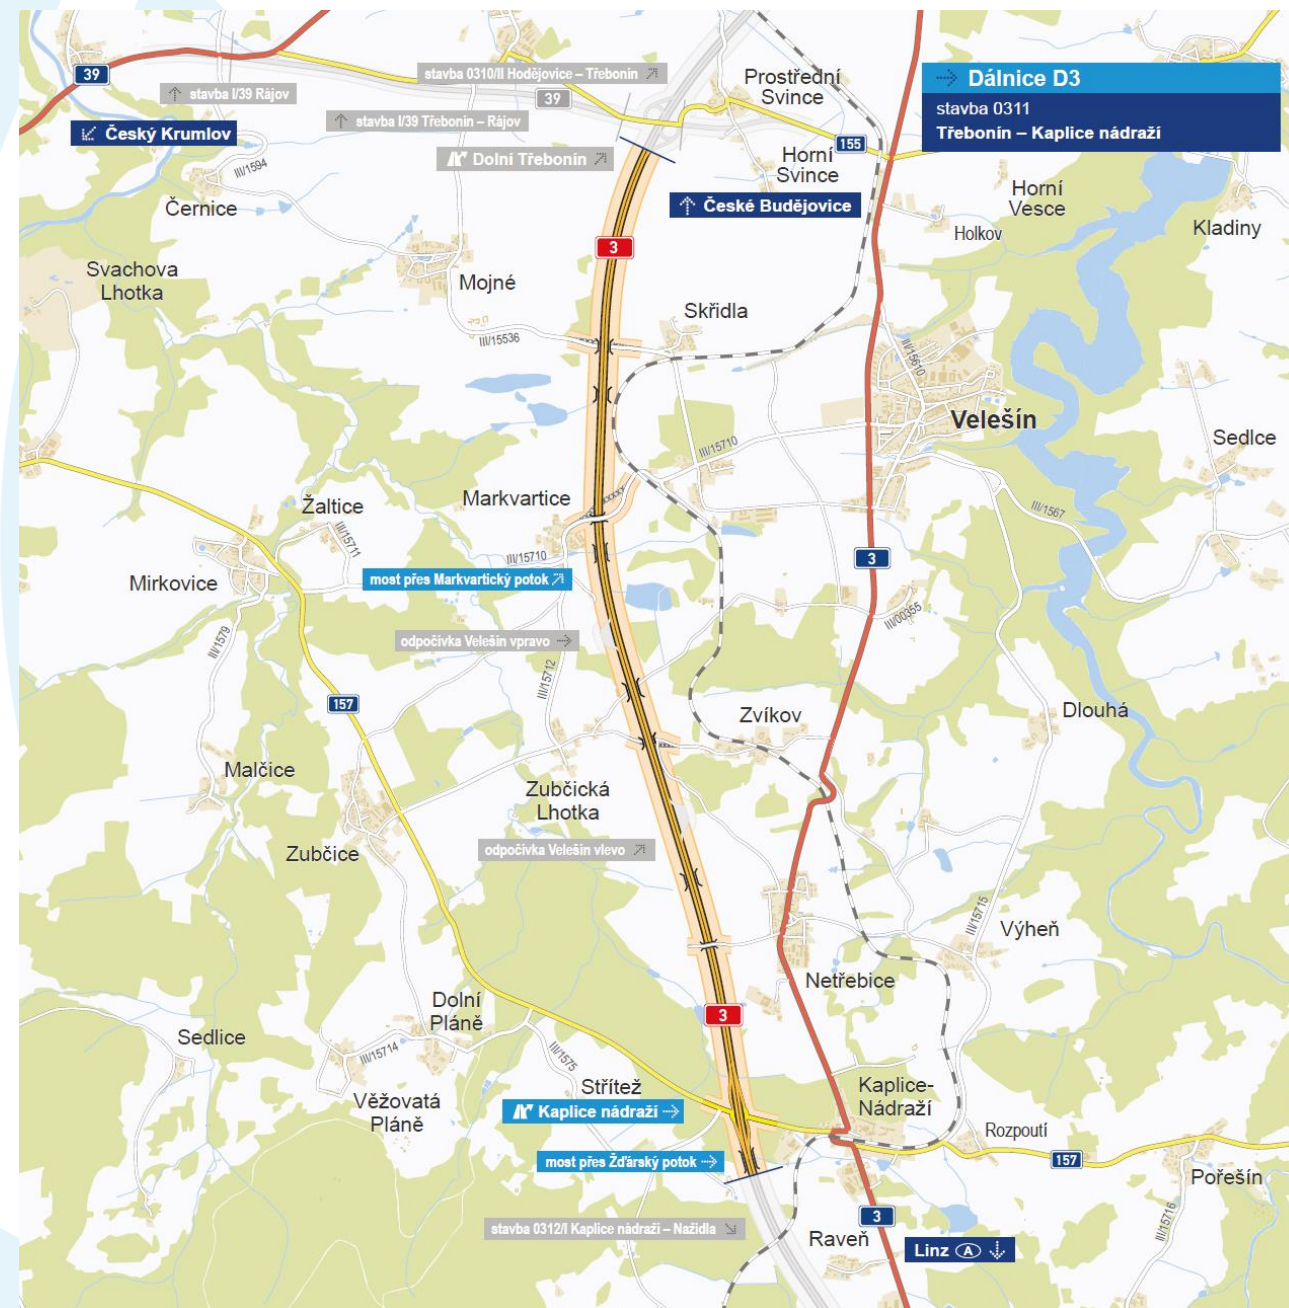 stavba 0310/II Hodějovice – Třebonín
39
stavba I/39 Rájov
39
stavba I/39 Třebonín – Rájov
Český Krumlov
Dolní Třebonín
Prostřední
Svince
Dálnice D3
stavba 0311
Třebonín – Kaplice nádraží
155
Horní
Svince
III/1594
Černice
České Budějovice
Horní
Vesce
Holkov
Kladiny
3
Svachova
Lhotka
Mojné
Skřidla
III/15536
III/15610
Velešín
Sedlce
III/15710
Markvartice
Žaltice
III/15711
III/1567
III/15710
3
Mirkovice
most přes Markvartický potok
III/00355
III/1579
odpočívka Velešín vpravo
III/15712
157
Zvíkov
Dlouhá
Malčice
Zubčická
Lhotka
Zubčice
odpočívka Velešín vlevo
III/15715
Výheň
Netřebice
Dolní
Pláně
3
Sedlice
III/15714
III/1575
Střítež
Věžovatá
Pláně
Kaplice nádraží
Kaplice-
Nádraží
Rozpoutí
most přes Žďárský potok
157
Pořešín
stavba 0312/I Kaplice nádraží – Nažidla
3
III/15716
Raveň
Linz A